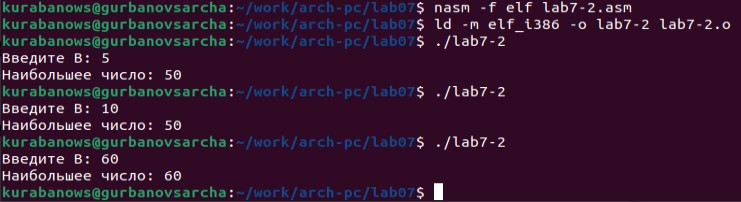 kurabanows@gurbanovsarcha:~/work/arch-pc/lab07$ nasm -f elf lab7-2.asm
kurabanows@gurbanovsarcha:~/work/arch-pc/lab07$ ld -m elf_i386 -o lab7-2 lab7-2.o
kurabanows@gurbanovsarcha:~/work/arch-pc/lab07$ ./lab7-2
Введите B: 5
Наибольшее число: 50
kurabanows@gurbanovsarcha:~/work/arch-pc/lab07$ ./lab7-2
Введите B: 10
Наибольшее число: 50
kurabanows@gurbanovsarcha:~/work/arch-pc/lab07$ ./lab7-2
Введите B: 60
Наибольшее число: 60
kurabanows@gurbanovsarcha:~/work/arch-pc/lab07$